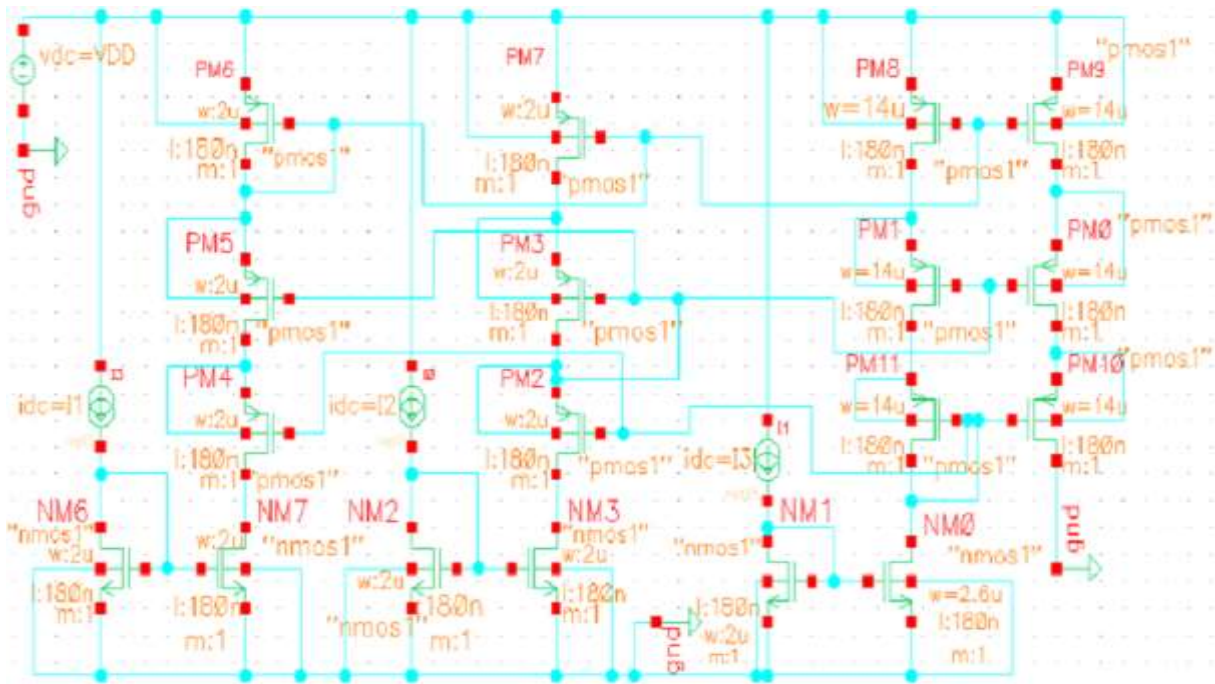 vdc=VDD
gnd
PM6
w:2u
l:180n
m:1
"pmos1"
PM7
w:2u
l:180n
m:1
"pmos1"
PM8
w=14u
l:180n
m:1
"pmos1"
PM9
"pmos1"
w=14u
l:180n
m:1
PM5
w:2u
l:180n
m:1
"pmos1"
PM3
w:2u
l:180n
m:1
"pmos1"
PM1
w=14u
l:180n
m:1
"pmos1"
PM0
"pmos1"
w=14u
l:180n
m:1
PM4
w:2u
l:180n
m:1
"pmos1"
PM2
w:2u
l:180n
m:1
"pmos1"
PM11
w=14u
l:180n
m:1
"pmos1"
PM10
"pmos1"
w=14u
l:180n
m:1
idc=I1
idc=I2
I1
idc=I3
NM6
"nmos1"
w:2u
l:180n
m:1
NM7
w:2u
"nmos1"
l:180n
m:1
NM2
w:2u
l:180n
"nmos1"
m:1
NM3
"nmos1"
w:2u
l:180n
m:1
NM1
"nmos1"
l:180n
w:2u
m:1
NM0
"nmos1"
w=2.6u
l:180n
m:1
gnd
gnd